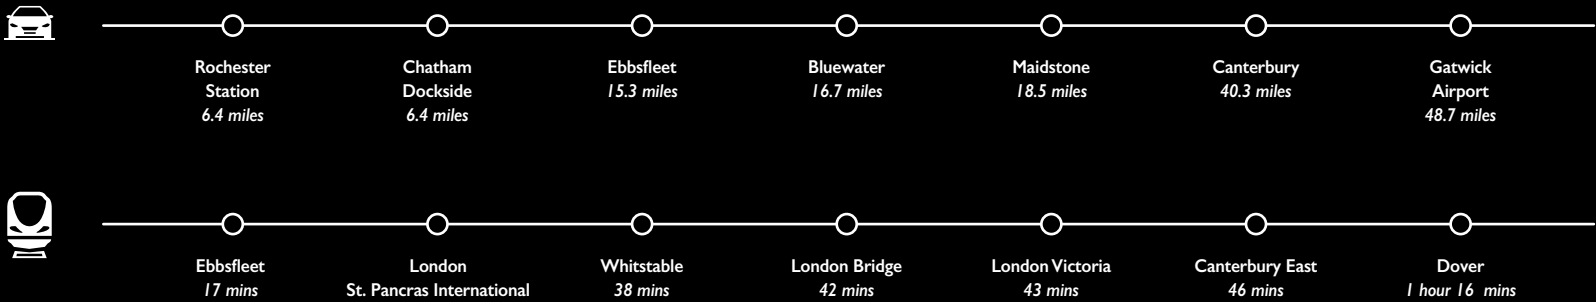 Rochester
Station
6.4 miles
Chatham
Dockside
6.4 miles
Ebbsfleet
15.3 miles
Bluewater
16.7 miles
Maidstone
18.5 miles
Canterbury
40.3 miles
Gatwick
Airport
48.7 miles
Ebbsfleet
17 mins
London
St. Pancras International
Whitstable
38 mins
London Bridge
42 mins
London Victoria
43 mins
Canterbury East
46 mins
Dover
1 hour 16 mins